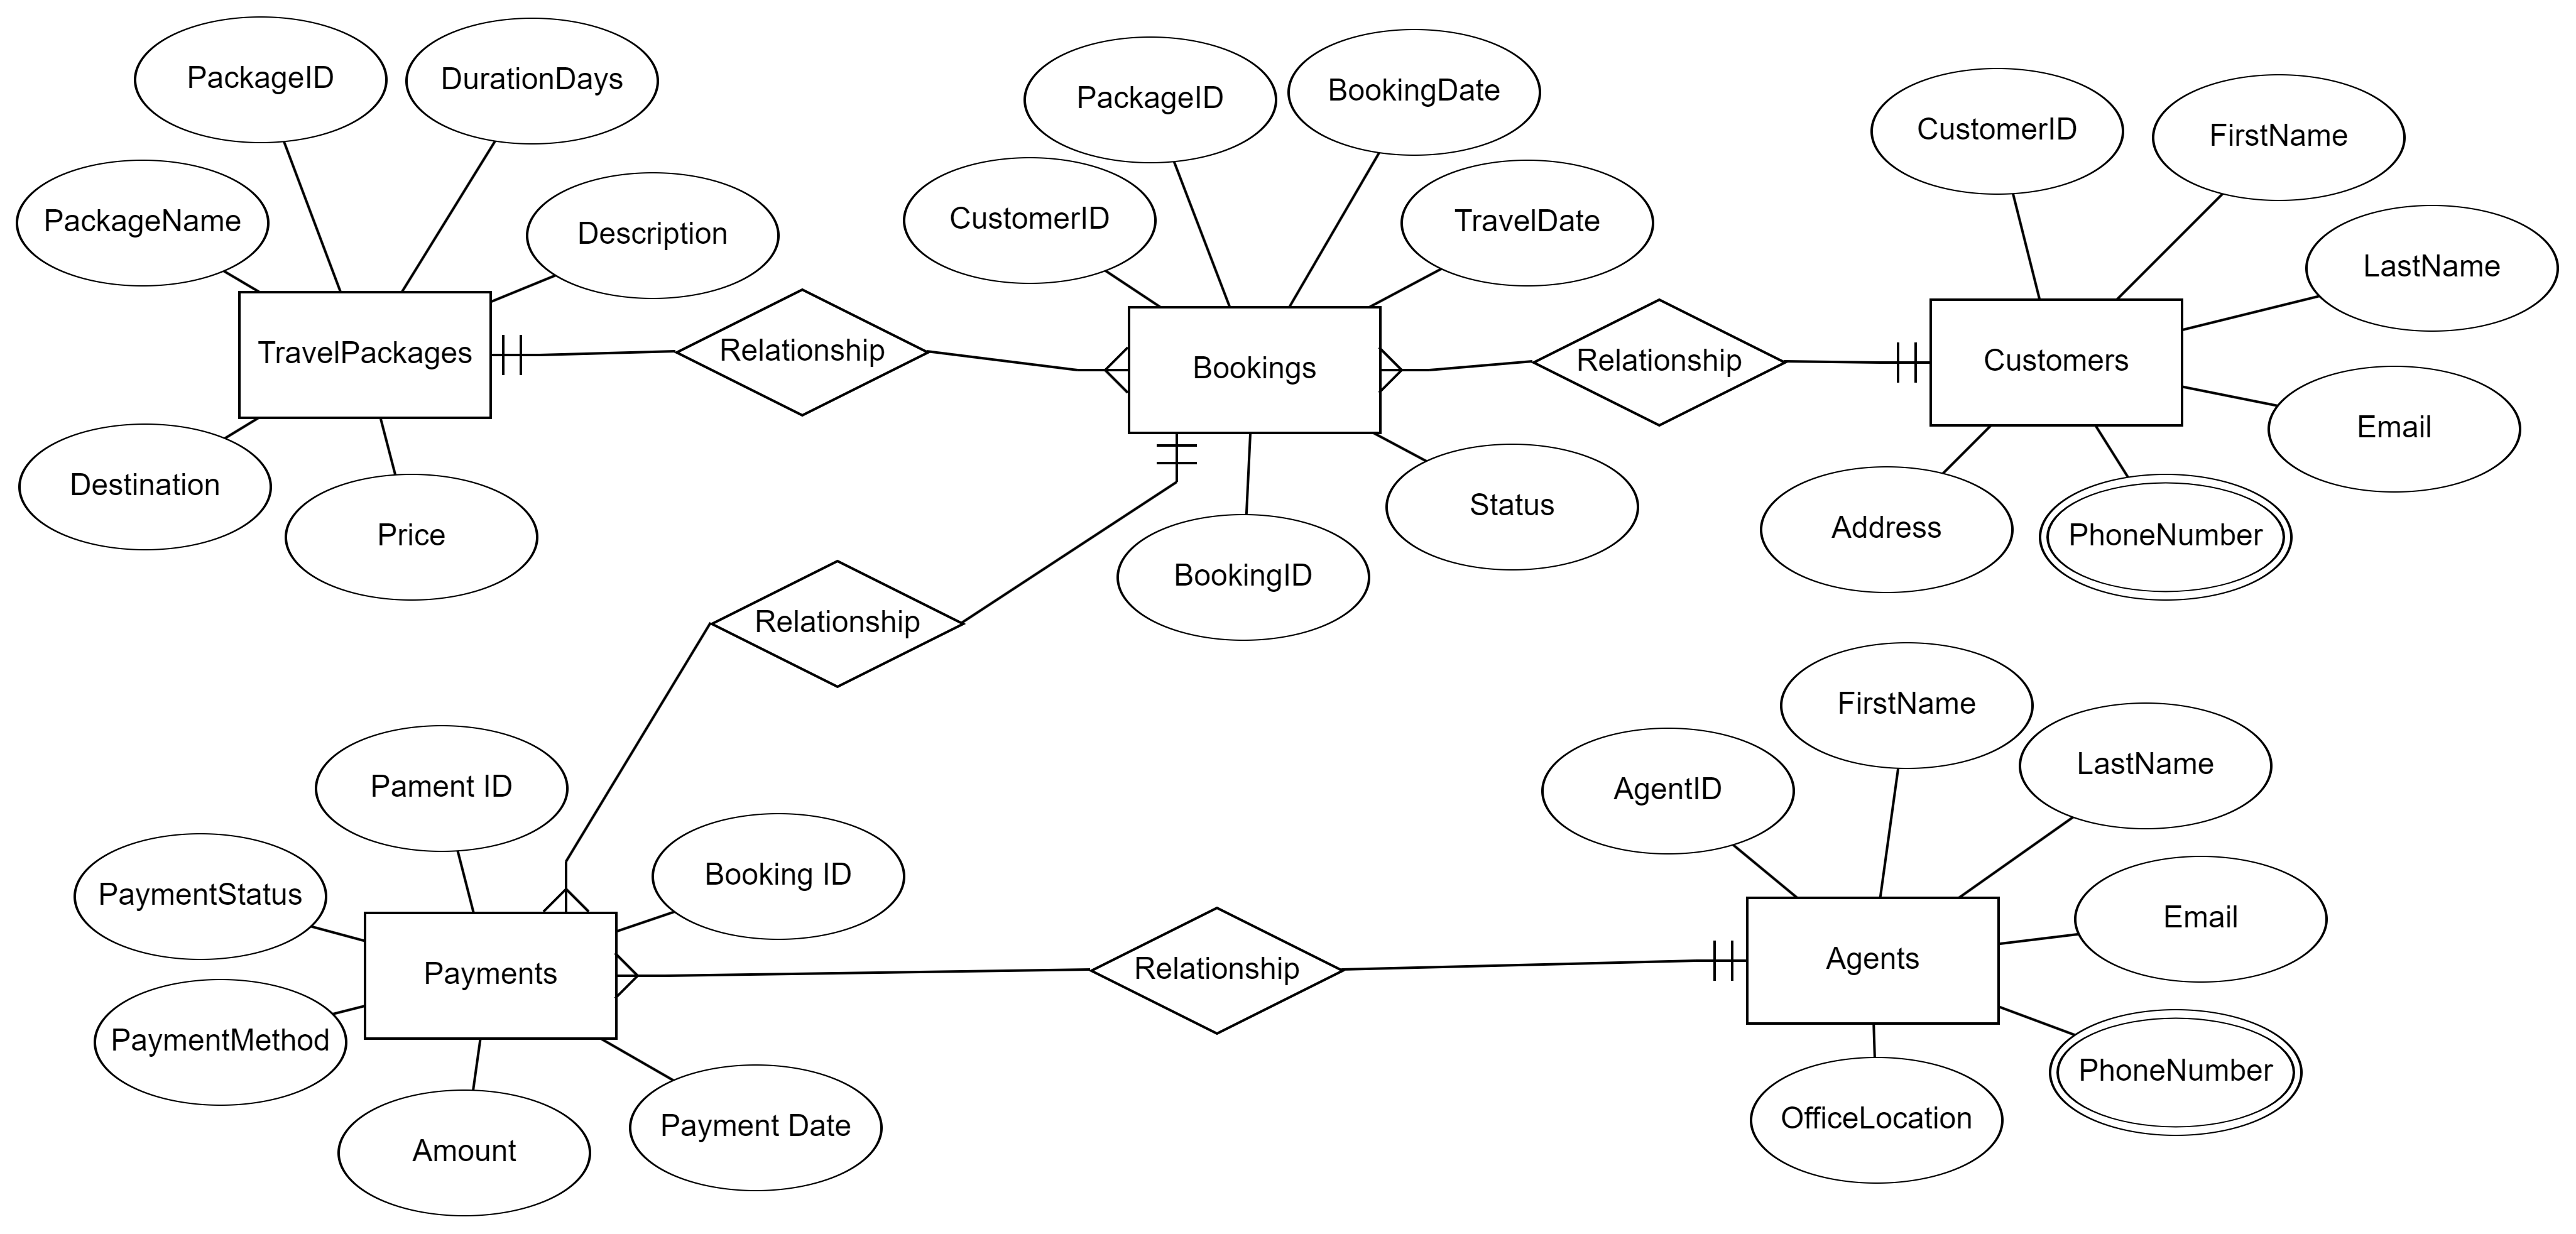 PackageID
DurationDays
PackageName
Description
TravelPackages
Relationship
Destination
Price
PackageID
BookingDate
CustomerID
TravelDate
Bookings
Relationship
Status
BookingID
CustomerID
FirstName
LastName
Customers
Email
Address
PhoneNumber
Relationship
Pament ID
Booking ID
PaymentStatus
Payments
PaymentMethod
Amount
Payment Date
Relationship
FirstName
LastName
AgentID
Email
Agents
PhoneNumber
OfficeLocation